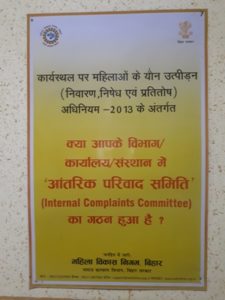 कार्यस्थल पर महिलाओं के यौन उत्पीड़न
(निवारण,निषेध एवं प्रतितोष)
अधिनियम -2013 के अंतर्गत
क्या आपके विभाग/
कार्यालय/संस्थान में
'आंतरिक परिवाद समिति'
(Internal Complaints Committee)
का गठन हुआ है ?
महिला विकास निगम, बिहार